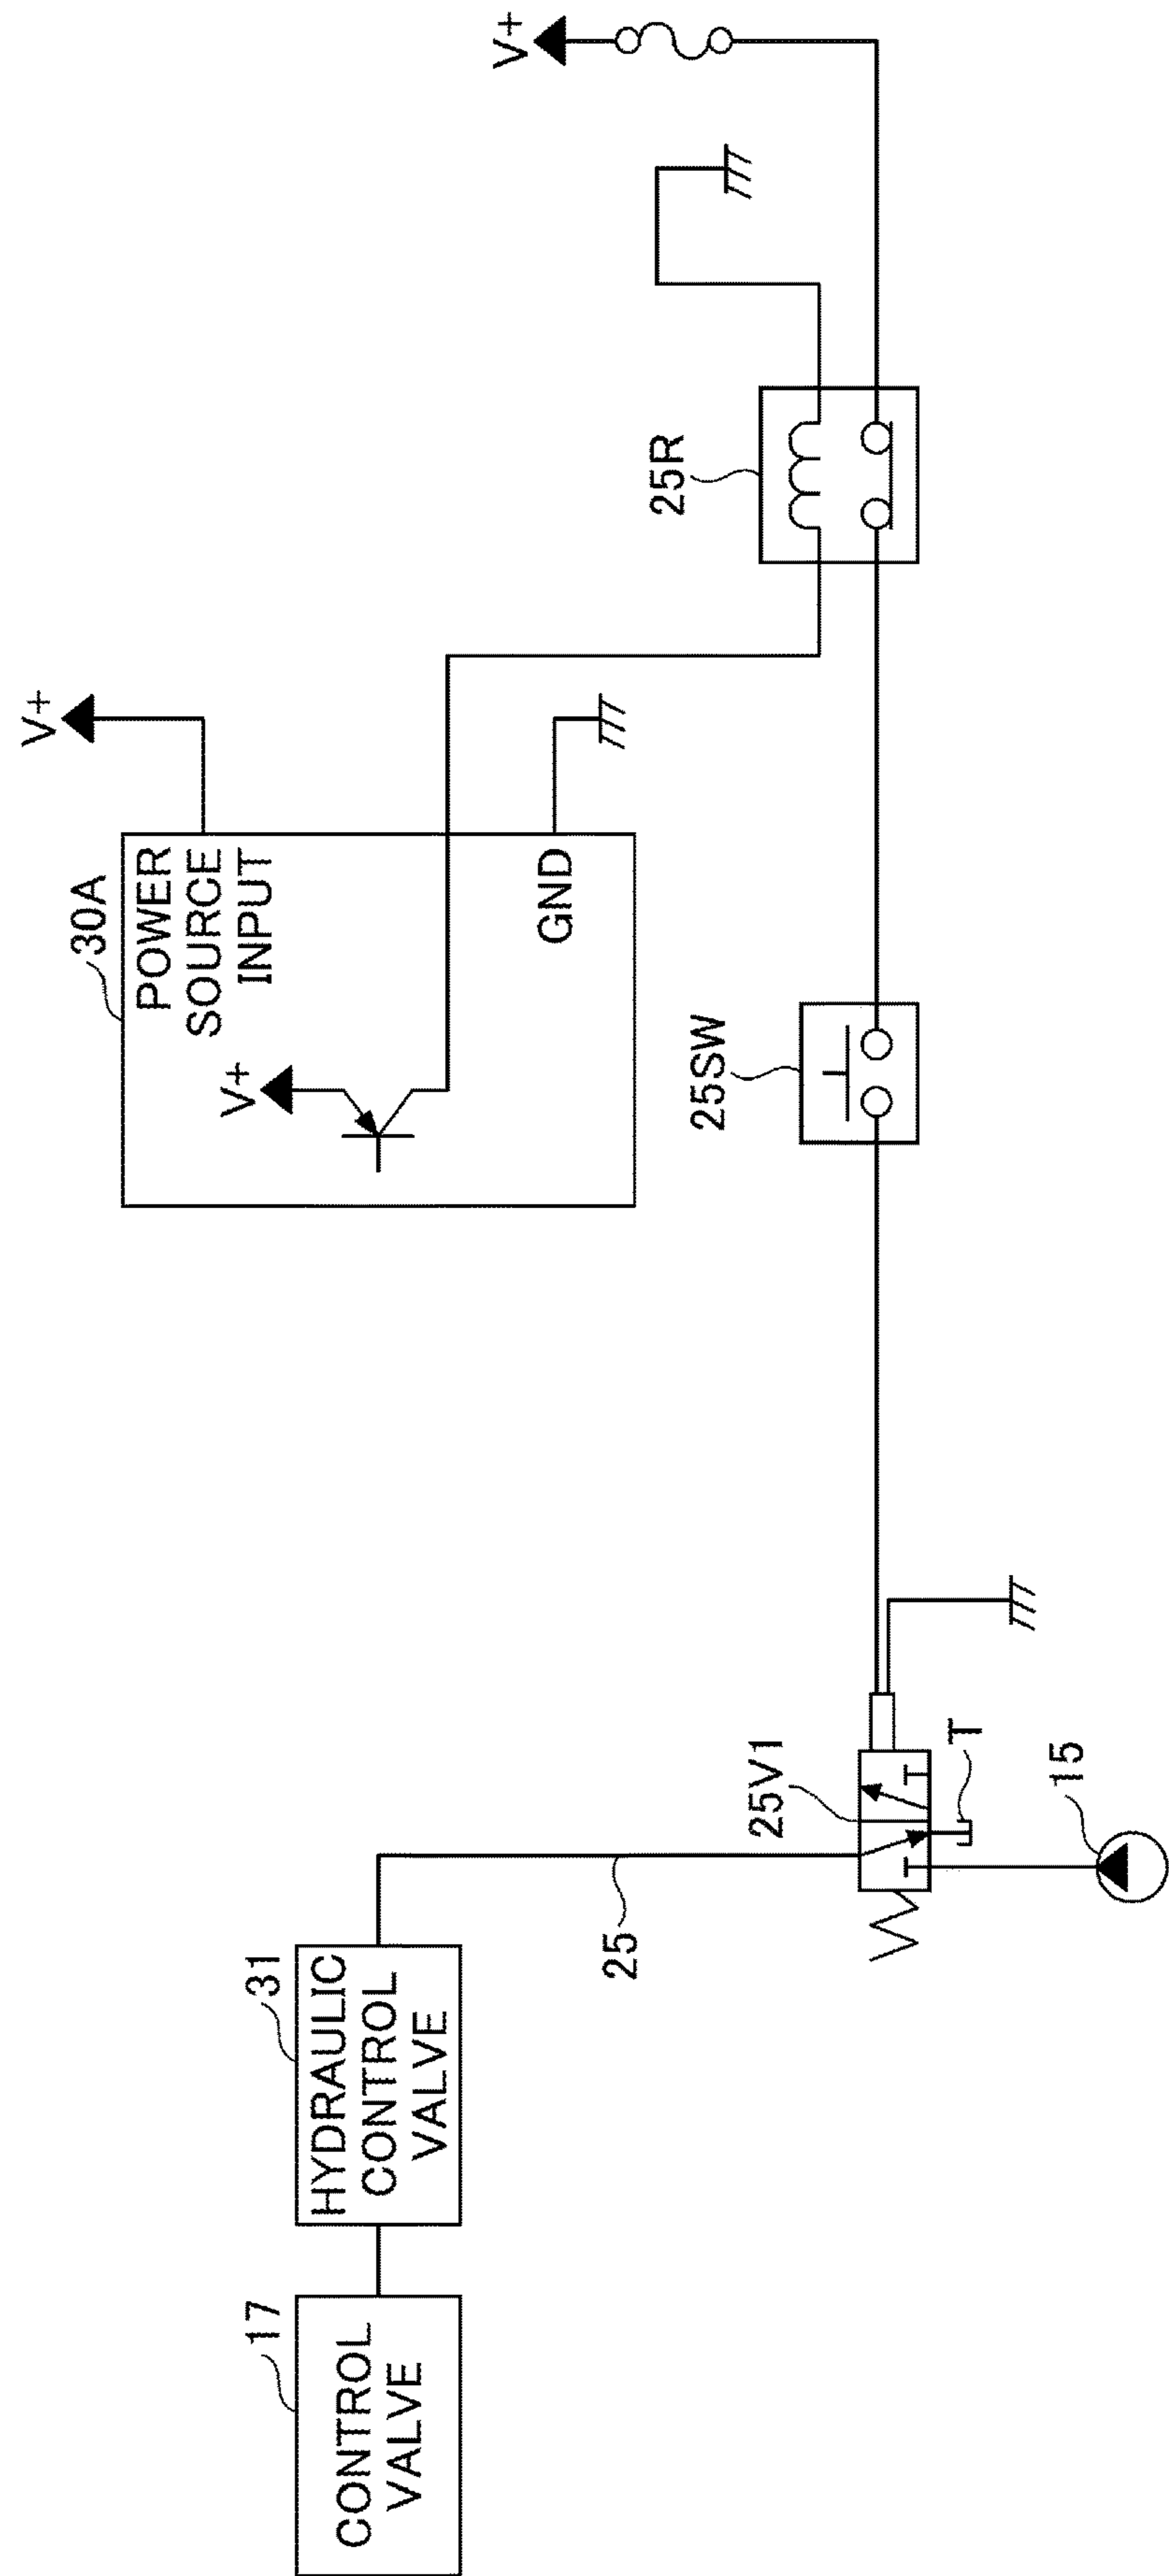 V+
30A
POWER
SOURCE
INPUT
V+
17
CONTROL
VALVE
31
HYDRAULIC
CONTROL
VALVE
V+
GND
25
25R
25SW
25V1
T
15